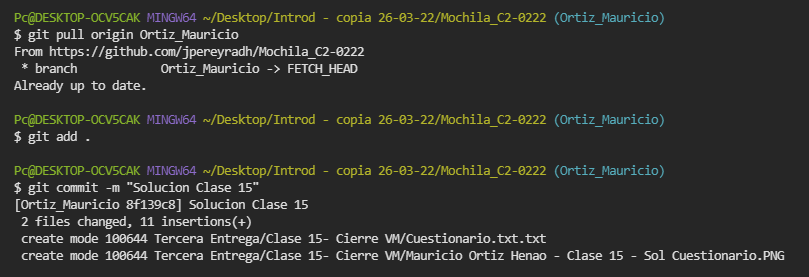 Pc@DESKTOP-OCV5CAK MINGW64 ~/Desktop/Introd - copia 26-03-22/Mochila_C2-0222 (Ortiz_Mauricio)
$ git pull origin Ortiz_Mauricio
From https://github.com/jpereyradh/Mochila_C2-0222
 * branch            Ortiz_Mauricio -> FETCH_HEAD
Already up to date.
Pc@DESKTOP-OCV5CAK MINGW64 ~/Desktop/Introd - copia 26-03-22/Mochila_C2-0222 (Ortiz_Mauricio)
$ git add .
Pc@DESKTOP-OCV5CAK MINGW64 ~/Desktop/Introd - copia 26-03-22/Mochila_C2-0222 (Ortiz_Mauricio)
$ git commit -m "Solucion Clase 15"
[Ortiz_Mauricio 8f139c8] Solucion Clase 15
 2 files changed, 11 insertions(+)
 create mode 100644 Tercera Entrega/Clase 15- Cierre VM/Cuestionario.txt.txt
 create mode 100644 Tercera Entrega/Clase 15- Cierre VM/Mauricio Ortiz Henao - Clase 15 - Sol Cuestionario.PNG